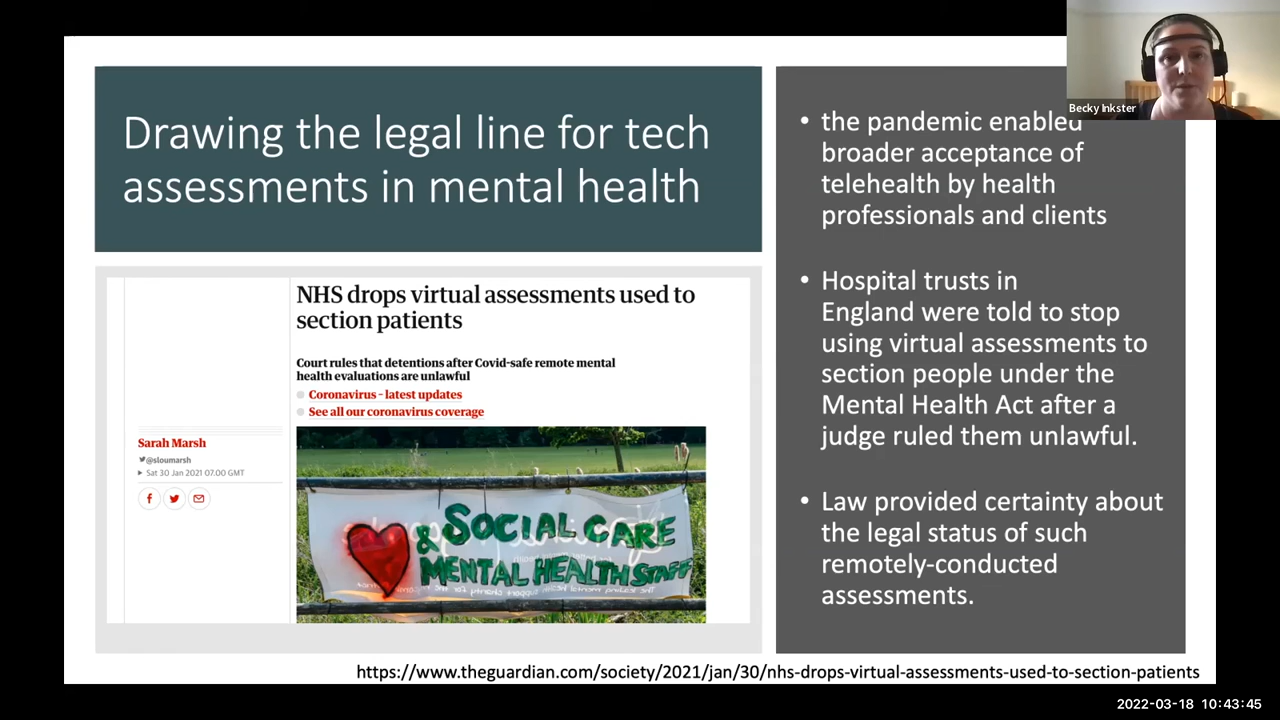 Drawing the legal line for tech
assessments in mental health
NHS drops virtual assessments used to
section patients
Court rules that detentions after Covid-safe remote mental
health evaluations are unlawful
Coronavirus - latest updates
See all our coronavirus coverage
Sarah Marsh
@sloumarsh
Sat 30 Jan 2021 07.00 GMT
& SOCIAL CARE
MENTAL HEALTH STAFF
Becky Inkster
• the pandemic enabled
broader acceptance of
telehealth by health
professionals and clients
• Hospital trusts in
England were told to stop
using virtual assessments to
section people under the
Mental Health Act after a
judge ruled them unlawful.
• Law provided certainty about
the legal status of such
remotely-conducted
assessments.
https://www.theguardian.com/society/2021/jan/30/nhs-drops-virtual-assessments-used-to-section-patients
2022-03-18 10:43:45